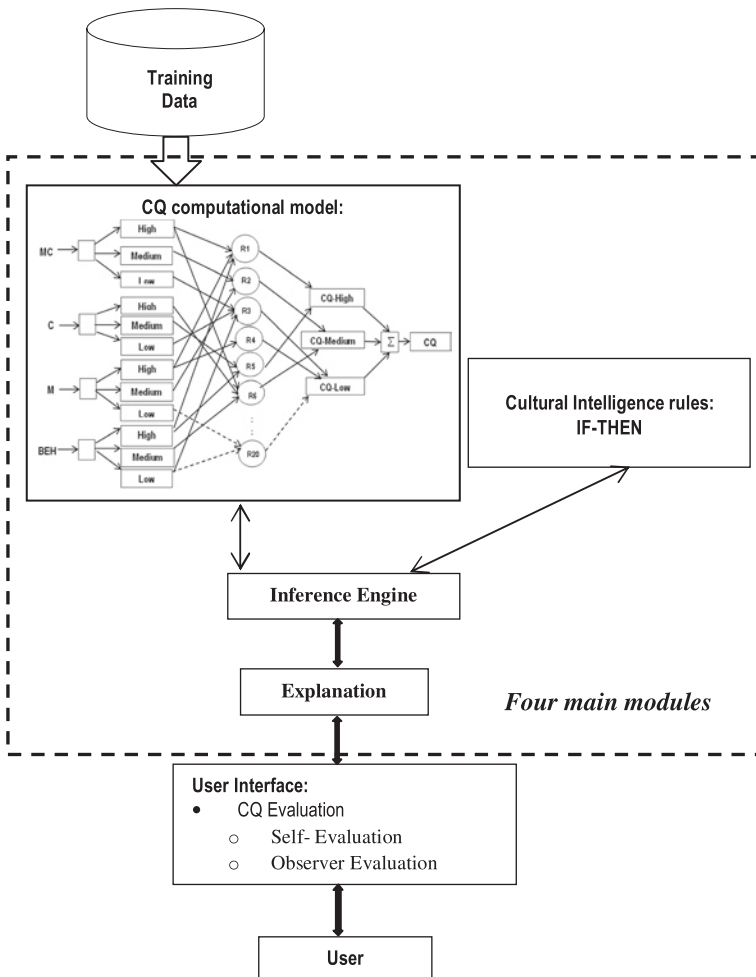 Training
Data
CQ computational model:
MC
High
Medium
Low
C
High
Medium
Low
M
High
Medium
Low
BEH
High
Medium
Low
R1
R2
R3
R4
R5
R6
R20
CQ-High
CQ-Medium
CQ-Low
Σ
CQ
Cultural Intelligence rules:
IF-THEN
Inference Engine
Explanation
Four main modules
User Interface:
• CQ Evaluation
○ Self- Evaluation
○ Observer Evaluation
User